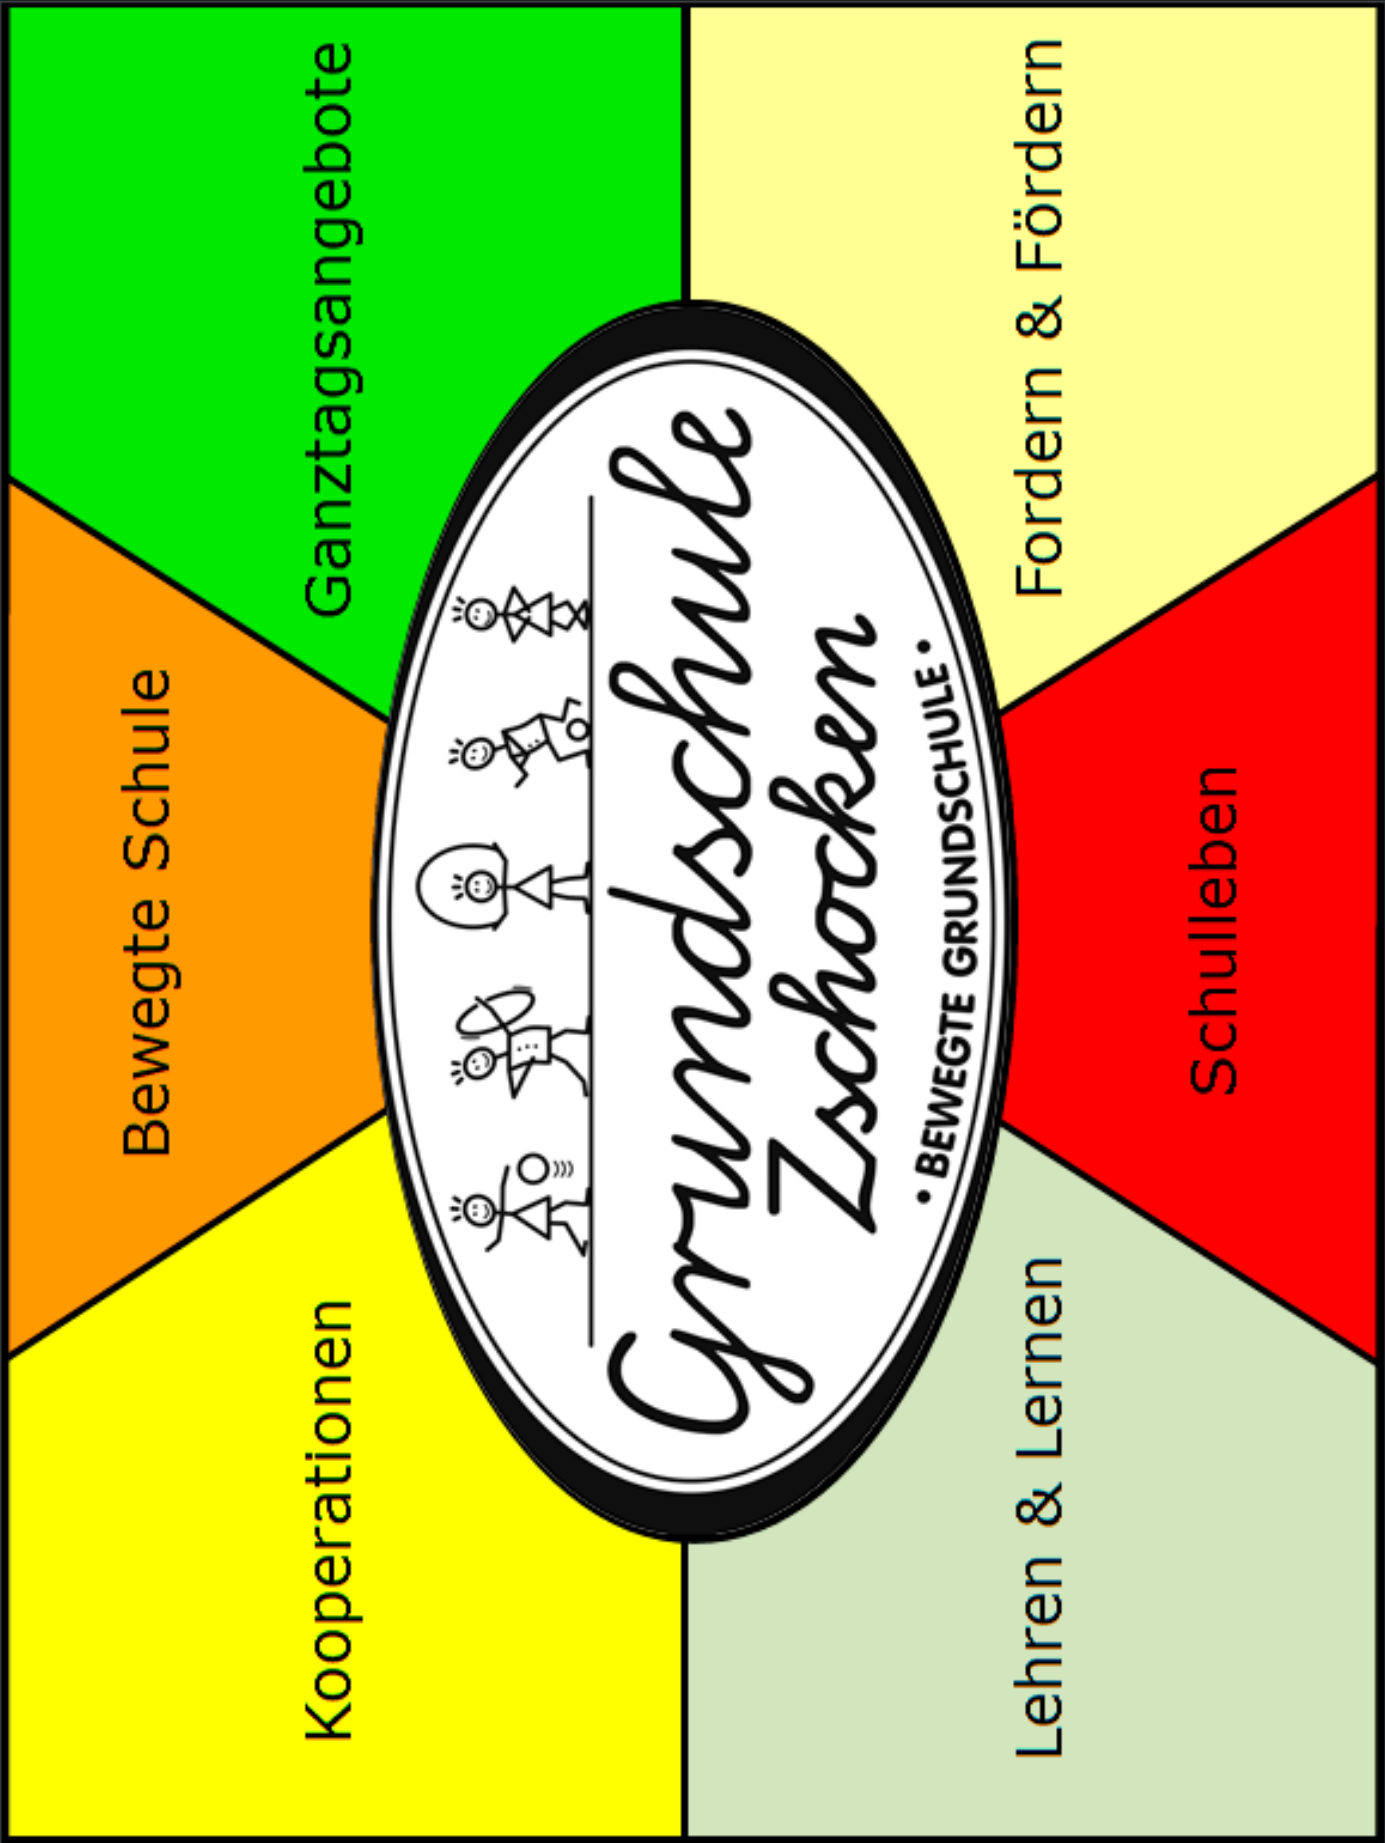 Kooperationen
Bewegte Schule
Ganztagsangebote
Grundschule
Zschocken
• BEWEGTE GRUNDSCHULE •
Lehren & Lernen
Schulleben
Fordern & Fördern